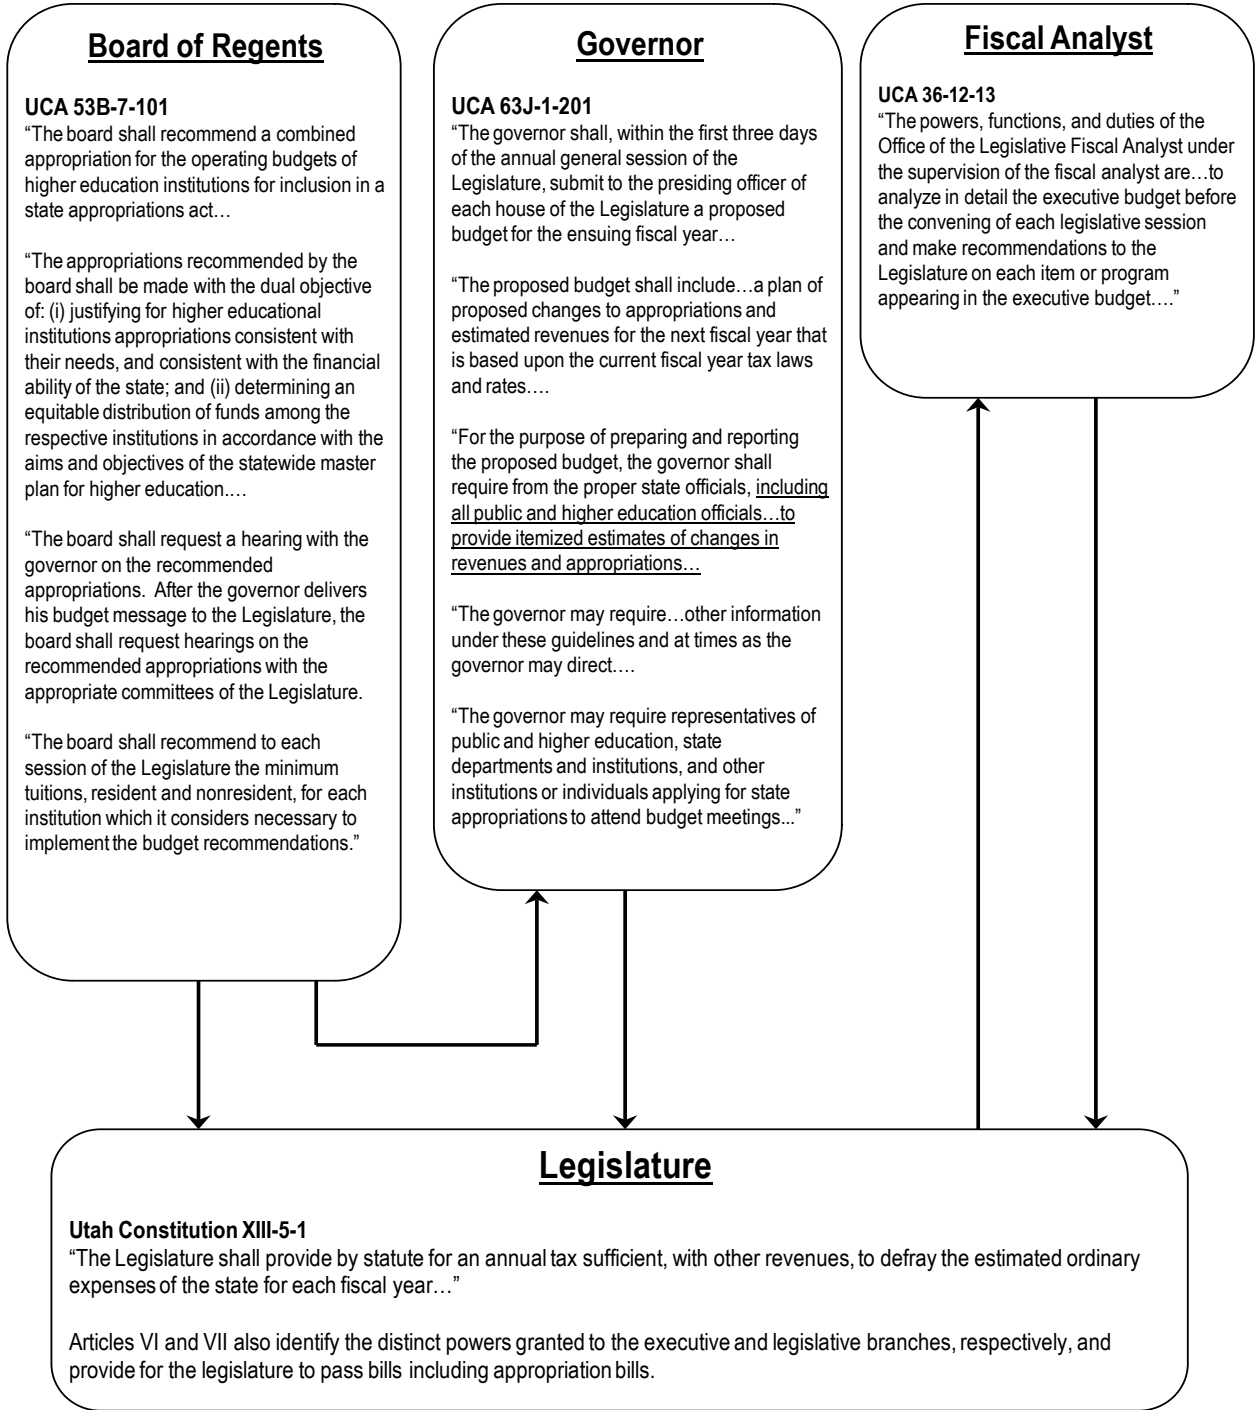 Board of Regents
UCA 53B-7-101
“The board shall recommend a combined
appropriation for the operating budgets of
higher education institutions for inclusion in a
state appropriations act…
“The appropriations recommended by the
board shall be made with the dual objective
of: (i) justifying for higher educational
institutions appropriations consistent with
their needs, and consistent with the financial
ability of the state; and (ii) determining an
equitable distribution of funds among the
respective institutions in accordance with the
aims and objectives of the statewide master
plan for higher education.…
“The board shall request a hearing with the
governor on the recommended
appropriations. After the governor delivers
his budget message to the Legislature, the
board shall request hearings on the
recommended appropriations with the
appropriate committees of the Legislature.
“The board shall recommend to each
session of the Legislature the minimum
tuitions, resident and nonresident, for each
institution which it considers necessary to
implement the budget recommendations.”
Governor
UCA 63J-1-201
“The governor shall, within the first three days
of the annual general session of the
Legislature, submit to the presiding officer of
each house of the Legislature a proposed
budget for the ensuing fiscal year…
“The proposed budget shall include…a plan of
proposed changes to appropriations and
estimated revenues for the next fiscal year that
is based upon the current fiscal year tax laws
and rates….
“For the purpose of preparing and reporting
the proposed budget, the governor shall
require from the proper state officials, including
all public and higher education officials…to
provide itemized estimates of changes in
revenues and appropriations…
“The governor may require…other information
under these guidelines and at times as the
governor may direct….
“The governor may require representatives of
public and higher education, state
departments and institutions, and other
institutions or individuals applying for state
appropriations to attend budget meetings...”
Fiscal Analyst
UCA 36-12-13
“The powers, functions, and duties of the
Office of the Legislative Fiscal Analyst under
the supervision of the fiscal analyst are…to
analyze in detail the executive budget before
the convening of each legislative session
and make recommendations to the
Legislature on each item or program
appearing in the executive budget….”
Legislature
Utah Constitution XIII-5-1
“The Legislature shall provide by statute for an annual tax sufficient, with other revenues, to defray the estimated ordinary
expenses of the state for each fiscal year…”
Articles VI and VII also identify the distinct powers granted to the executive and legislative branches, respectively, and
provide for the legislature to pass bills including appropriation bills.